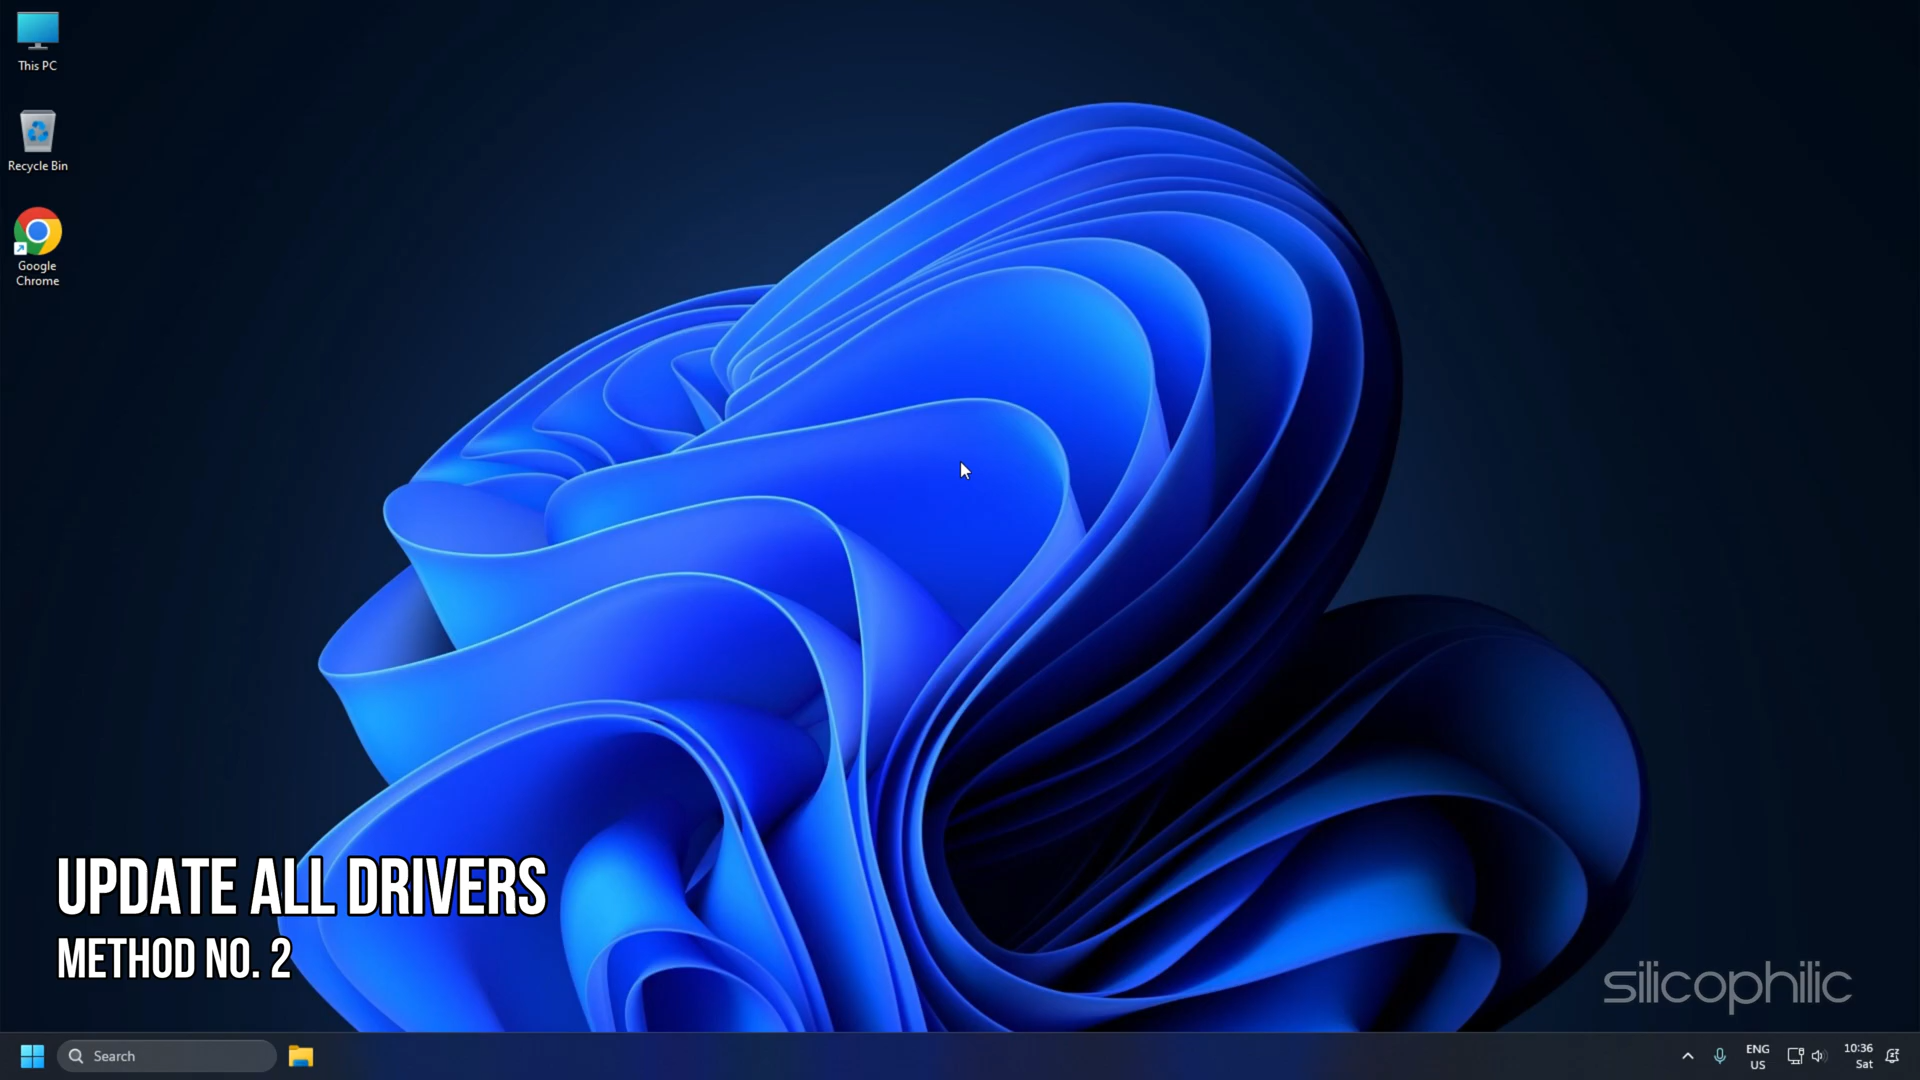 This PC
Recycle Bin
Google
Chrome
UPDATE ALL DRIVERS
METHOD NO. 2
silicophilic
Search
ENG
US
10:36
Sat